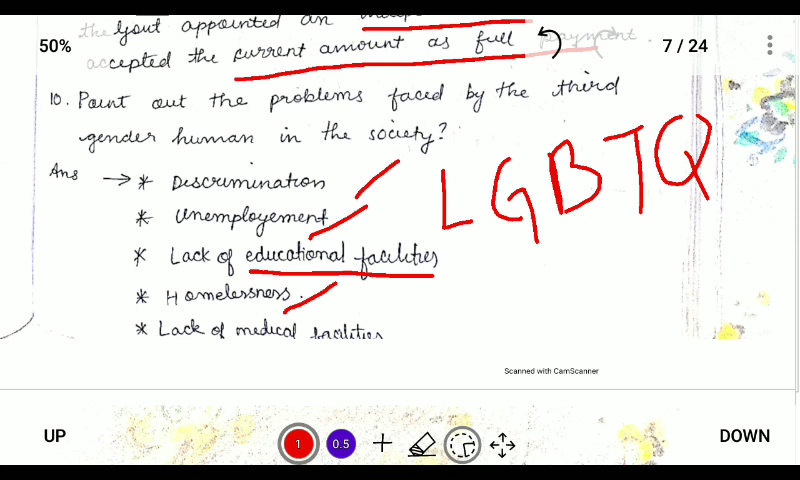 the Govt appointed an
50%
accepted the current amount as full payment.
7 / 24
10. Point out the problems faced by the third
gender human in the society?
Ans → * Discrimination
* Unemployement
* Lack of educational facilities
* Homelessness.
* Lack of medical facilities
LGBTQ
Scanned with CamScanner
UP
1
0.5
DOWN